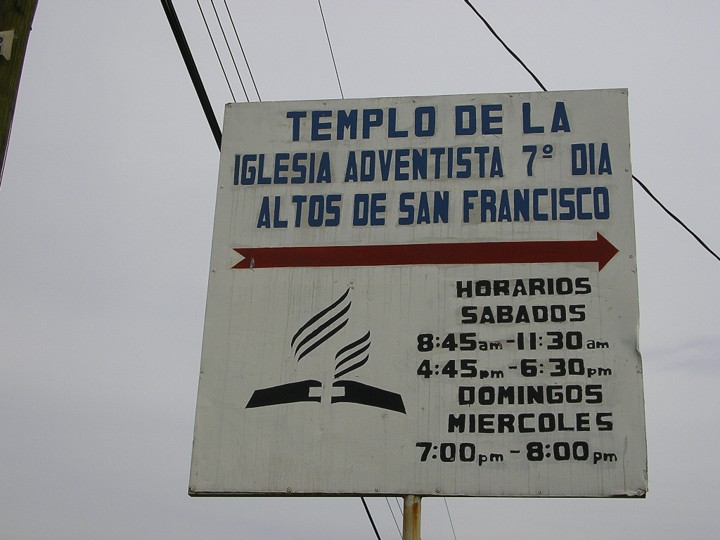 TEMPLO DE LA
IGLESIA ADVENTISTA 7º DIA
ALTOS DE SAN FRANCISCO
HORARIOS
SABADOS
8:45am-11:30am
4:45pm-6:30pm
DOMINGOS
MIERCOLES
7:00pm-8:00pm